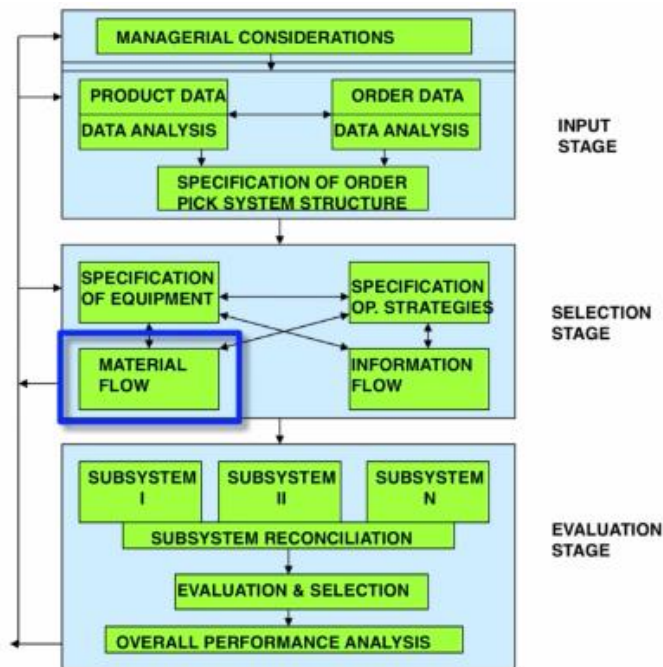 MANAGERIAL CONSIDERATIONS
PRODUCT DATA
DATA ANALYSIS
ORDER DATA
DATA ANALYSIS
SPECIFICATION OF ORDER
PICK SYSTEM STRUCTURE
INPUT
STAGE
SPECIFICATION
OF EQUIPMENT
SPECIFICATION
OP. STRATEGIES
MATERIAL
FLOW
INFORMATION
FLOW
SELECTION
STAGE
SUBSYSTEM
I
SUBSYSTEM
II
SUBSYSTEM
N
SUBSYSTEM RECONCILIATION
EVALUATION & SELECTION
OVERALL PERFORMANCE ANALYSIS
EVALUATION
STAGE